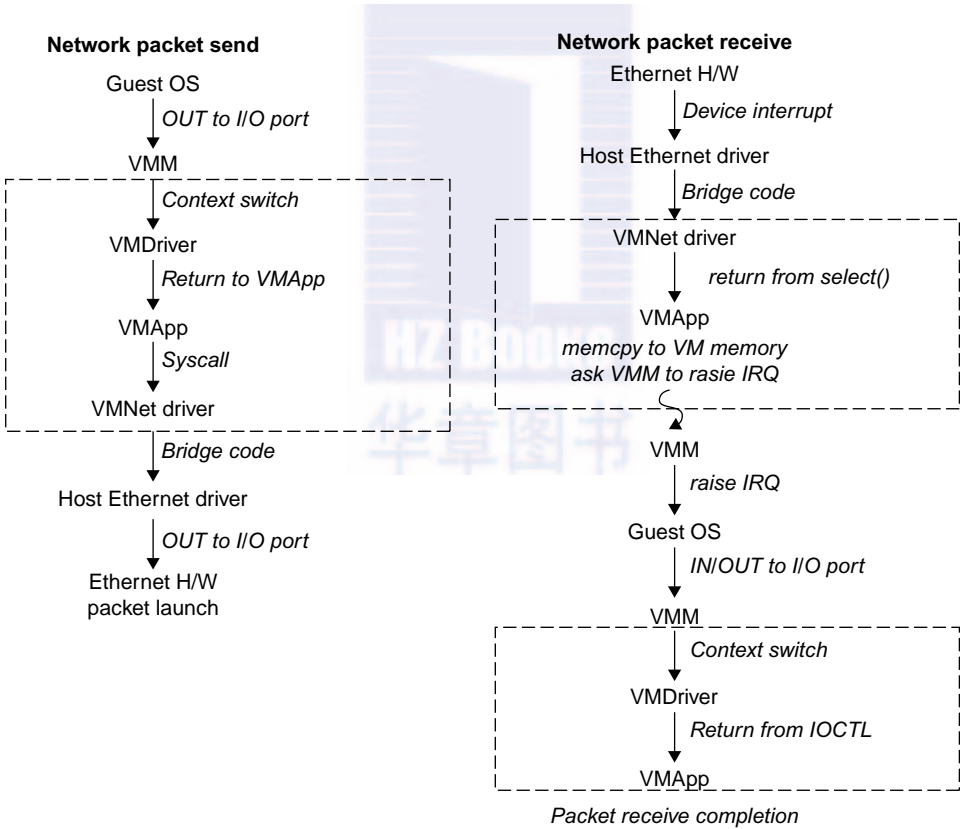 Network packet send
Guest OS
OUT to I/O port
VMM
Context switch
VMDriver
Return to VMApp
VMApp
Syscall
VMNet driver
Bridge code
Host Ethernet driver
OUT to I/O port
Ethernet H/W
packet launch
Network packet receive
Ethernet H/W
Device interrupt
Host Ethernet driver
Bridge code
VMNet driver
return from select()
VMApp
memcpy to VM memory
ask VMM to rasie IRQ
VMM
raise IRQ
Guest OS
IN/OUT to I/O port
VMM
Context switch
VMDriver
Return from IOCTL
VMApp
Packet receive completion
HZ Books
华章图书